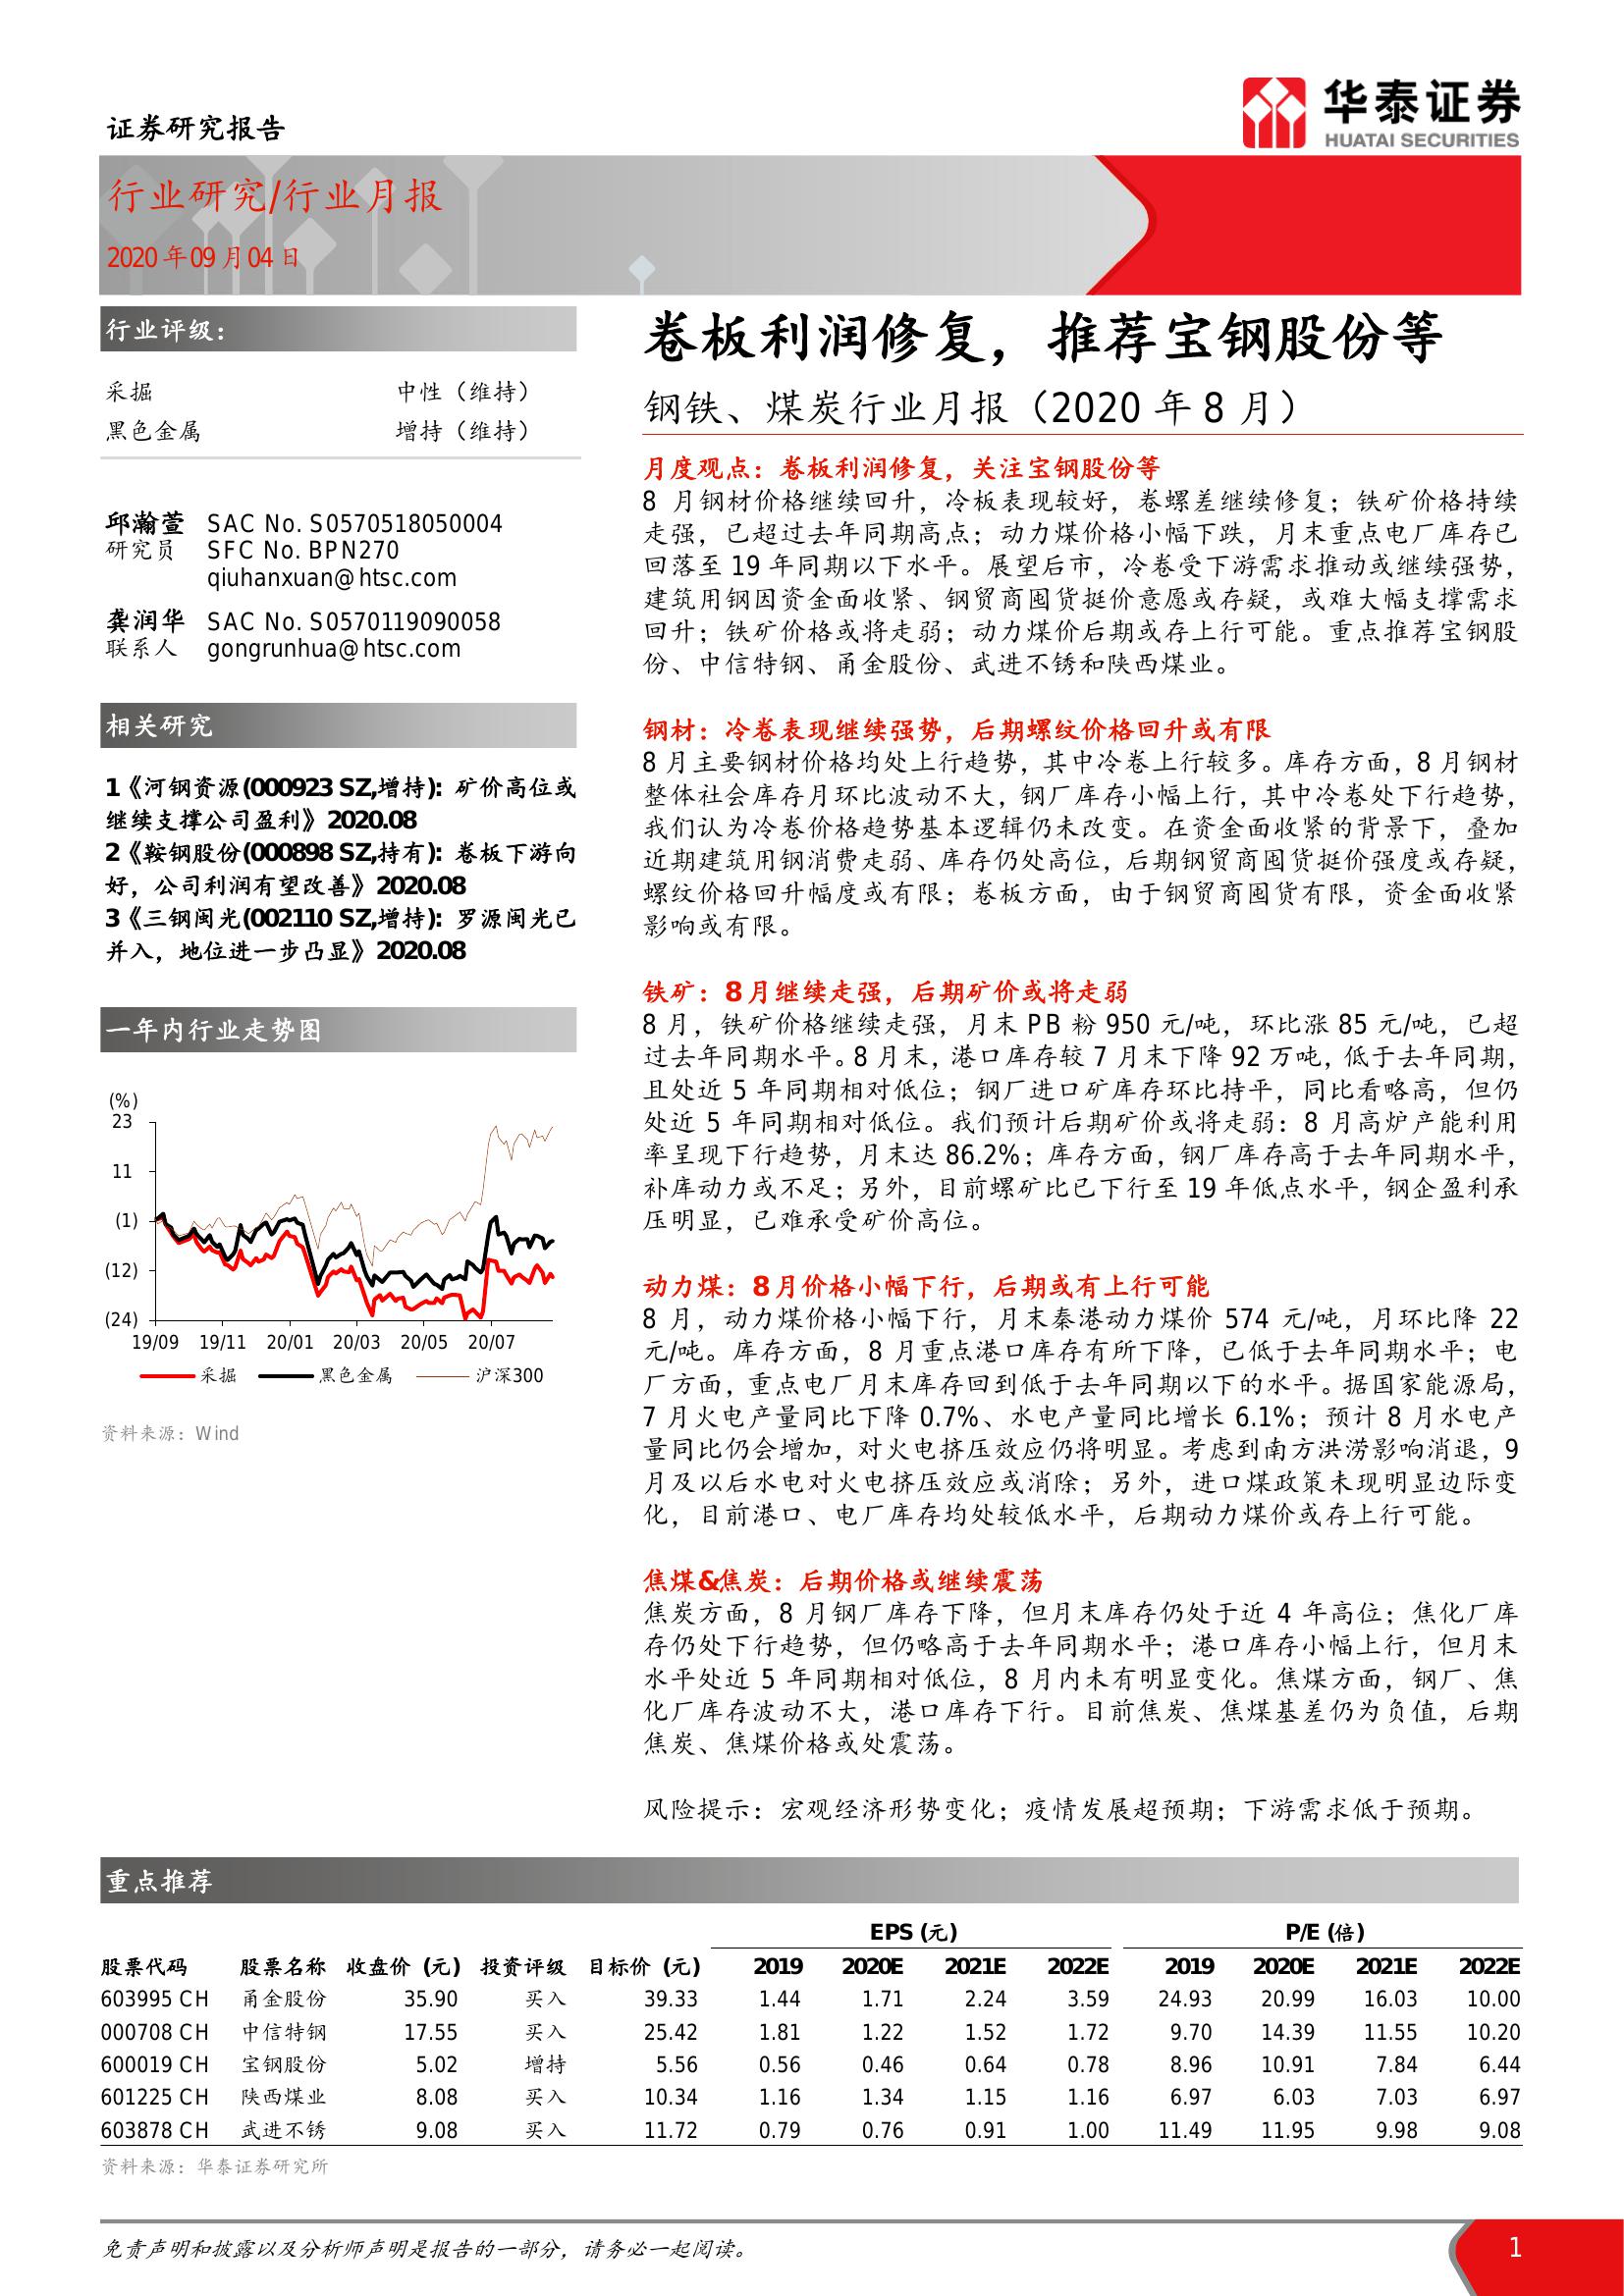 证券研究报告
华泰证券
HUATAI SECURITIES
行业研究/行业月报
2020年09月04日
行业评级：
采掘 中性（维持）
黑色金属 增持（维持）
邱瀚萱 SAC No. S0570518050004
研究员 SFC No. BPN270
qiuhanxuan@htsc.com
龚润华 SAC No. S0570119090058
联系人 gongrunhua@htsc.com
相关研究
1《河钢资源(000923 SZ,增持)：矿价高位或
继续支撑公司盈利》2020.08
2《鞍钢股份(000898 SZ,持有)：卷板下游向
好，公司利润有望改善》2020.08
3《三钢闽光(002110 SZ,增持)：罗源闽光已
并入，地位进一步凸显》2020.08
一年内行业走势图
(%)
23
11
(1)
(12)
(24)
19/09 19/11 20/01 20/03 20/05 20/07
采掘 黑色金属 沪深300
资料来源：Wind
卷板利润修复，推荐宝钢股份等
钢铁、煤炭行业月报（2020 年 8 月）
月度观点：卷板利润修复，关注宝钢股份等
8 月钢材价格继续回升，冷板表现较好，卷螺差继续修复；铁矿价格持续
走强，已超过去年同期高点；动力煤价格小幅下跌，月末重点电厂库存已
回落至 19 年同期以下水平。展望后市，冷卷受下游需求推动或继续强势，
建筑用钢因资金面收紧、钢贸商囤货挺价意愿或存疑，或难大幅支撑需求
回升；铁矿价格或将走弱；动力煤价后期或存上行可能。重点推荐宝钢股
份、中信特钢、甬金股份、武进不锈和陕西煤业。
钢材：冷卷表现继续强势，后期螺纹价格回升或有限
8 月主要钢材价格均处上行趋势，其中冷卷上行较多。库存方面，8 月钢材
整体社会库存月环比波动不大，钢厂库存小幅上行，其中冷卷处下行趋势，
我们认为冷卷价格趋势基本逻辑仍未改变。在资金面收紧的背景下，叠加
近期建筑用钢消费走弱、库存仍处高位，后期钢贸商囤货挺价强度或存疑，
螺纹价格回升幅度或有限；卷板方面，由于钢贸商囤货有限，资金面收紧
影响或有限。
铁矿：8月继续走强，后期矿价或将走弱
8 月，铁矿价格继续走强，月末 PB 粉 950 元/吨，环比涨 85 元/吨，已超
过去年同期水平。8 月末，港口库存较 7 月末下降 92 万吨，低于去年同期，
且处近 5 年同期相对低位；钢厂进口矿库存环比持平，同比看略高，但仍
处近 5 年同期相对低位。我们预计后期矿价或将走弱：8 月高炉产能利用
率呈现下行趋势，月末达 86.2%；库存方面，钢厂库存高于去年同期水平，
补库动力或不足；另外，目前螺矿比已下行至 19 年低点水平，钢企盈利承
压明显，已难承受矿价高位。
动力煤：8月价格小幅下行，后期或有上行可能
8 月，动力煤价格小幅下行，月末秦港动力煤价 574 元/吨，月环比降 22
元/吨。库存方面，8 月重点港口库存有所下降，已低于去年同期水平；电
厂方面，重点电厂月末库存回到低于去年同期以下的水平。据国家能源局，
7 月火电产量同比下降 0.7%、水电产量同比增长 6.1%；预计 8 月水电产
量同比仍会增加，对火电挤压效应仍将明显。考虑到南方洪涝影响消退，9
月及以后水电对火电挤压效应或消除；另外，进口煤政策未现明显边际变
化，目前港口、电厂库存均处较低水平，后期动力煤价或存上行可能。
焦煤&焦炭：后期价格或继续震荡
焦炭方面，8 月钢厂库存下降，但月末库存仍处于近 4 年高位；焦化厂库
存仍处下行趋势，但仍略高于去年同期水平；港口库存小幅上行，但月末
水平处近 5 年同期相对低位，8 月内未有明显变化。焦煤方面，钢厂、焦
化厂库存波动不大，港口库存下行。目前焦炭、焦煤基差仍为负值，后期
焦炭、焦煤价格或处震荡。
风险提示：宏观经济形势变化；疫情发展超预期；下游需求低于预期。
重点推荐
EPS (元) P/E (倍)
股票代码 股票名称 收盘价 (元) 投资评级 目标价 (元) 2019 2020E 2021E 2022E 2019 2020E 2021E 2022E
603995 CH 甬金股份 35.90 买入 39.33 1.44 1.71 2.24 3.59 24.93 20.99 16.03 10.00
000708 CH 中信特钢 17.55 买入 25.42 1.81 1.22 1.52 1.72 9.70 14.39 11.55 10.20
600019 CH 宝钢股份 5.02 增持 5.56 0.56 0.46 0.64 0.78 8.96 10.91 7.84 6.44
601225 CH 陕西煤业 8.08 买入 10.34 1.16 1.34 1.15 1.16 6.97 6.03 7.03 6.97
603878 CH 武进不锈 9.08 买入 11.72 0.79 0.76 0.91 1.00 11.49 11.95 9.98 9.08
资料来源：华泰证券研究所
免责声明和披露以及分析师声明是报告的一部分，请务必一起阅读。
1